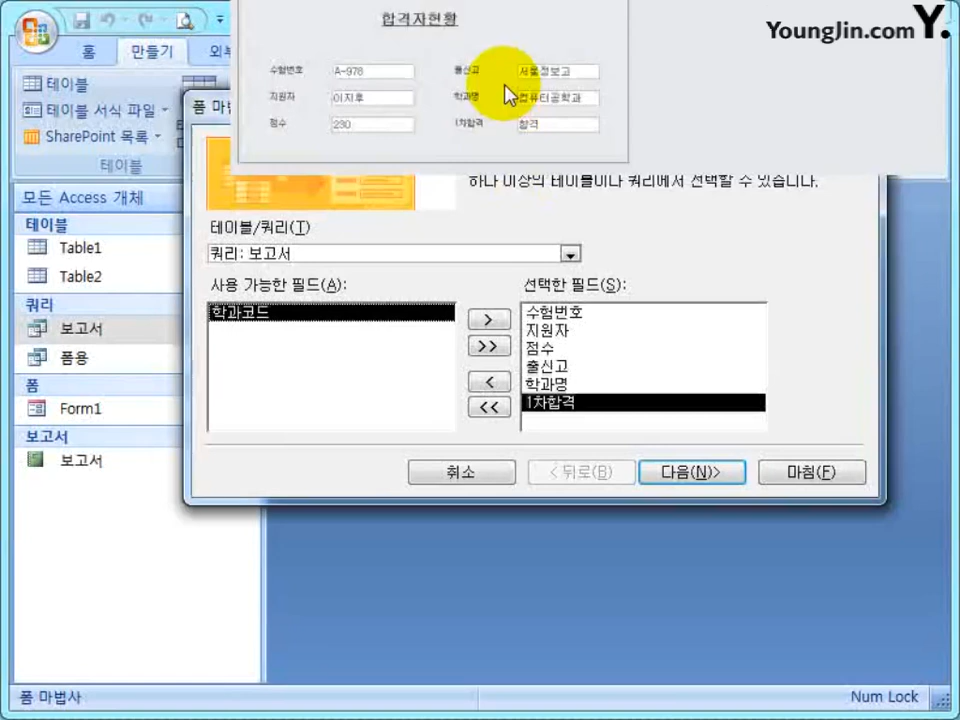 합격자현황
YoungJin.com Y.
홈
만들기
외부
수험번호 A-978 출신고 서울정보고
지원자 이지후 학과명 컴퓨터공학과
점수 230 1차합격 합격
테이블
테이블 서식 파일
SharePoint 목록
테이블
폼 마법
하나 이상의 테이블이나 쿼리에서 선택할 수 있습니다.
테이블/쿼리(T)
쿼리: 보고서
사용 가능한 필드(A):
선택한 필드(S):
학과코드
>
>>
<
<<
수험번호
지원자
점수
출신고
학과명
1차합격
취소
< 뒤로(B)
다음(N)>
마침(F)
모든 Access 개체
테이블
Table1
Table2
쿼리
보고서
폼용
폼
Form1
보고서
보고서
폼 마법사
Num Lock